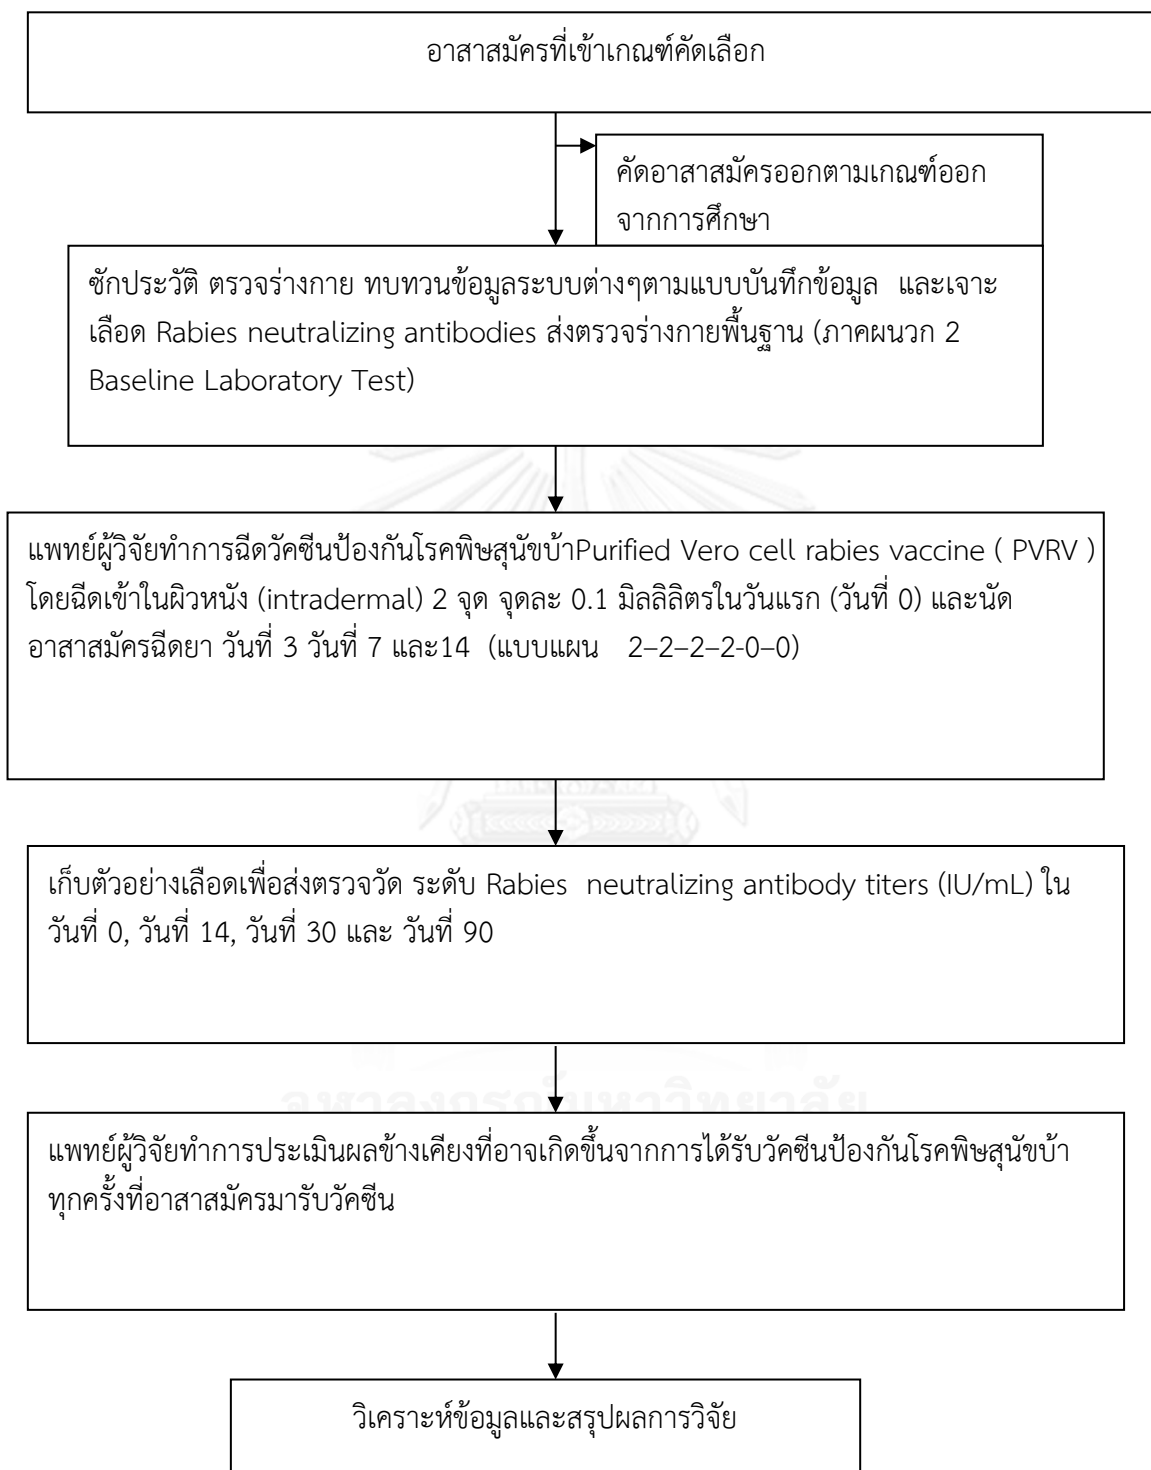 อาสาสมัครที่เข้าเกณฑ์คัดเลือก
คัดอาสาสมัครออกตามเกณฑ์ออก
จากการศึกษา
ซักประวัติ ตรวจร่างกาย ทบทวนข้อมูลระบบต่างๆตามแบบบันทึกข้อมูล และเจาะ
เลือด Rabies neutralizing antibodies ส่งตรวจร่างกายพื้นฐาน (ภาคผนวก 2
Baseline Laboratory Test)
แพทย์ผู้วิจัยทำการฉีดวัคซีนป้องกันโรคพิษสุนัขบ้าPurified Vero cell rabies vaccine ( PVRV )
โดยฉีดเข้าในผิวหนัง (intradermal) 2 จุด จุดละ 0.1 มิลลิลิตรในวันแรก (วันที่ 0) และนัด
อาสาสมัครฉีดยา วันที่ 3 วันที่ 7 และ14 (แบบแผน 2–2–2–2-0–0)
เก็บตัวอย่างเลือดเพื่อส่งตรวจวัด ระดับ Rabies neutralizing antibody titers (IU/mL) ใน
วันที่ 0, วันที่ 14, วันที่ 30 และ วันที่ 90
จุฬาลงกรณ์มหาวิทยาลัย
แพทย์ผู้วิจัยทำการประเมินผลข้างเคียงที่อาจเกิดขึ้นจากการได้รับวัคซีนป้องกันโรคพิษสุนัขบ้า
ทุกครั้งที่อาสาสมัครมารับวัคซีน
วิเคราะห์ข้อมูลและสรุปผลการวิจัย